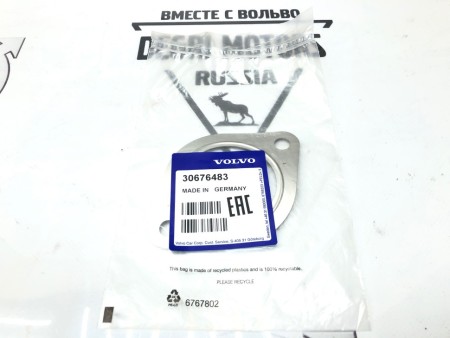 ВМЕСТЕ С ВОЛЬВО
RUSSIA
VOLVO
30676483
MADE IN GERMANY
EAC
This bag is made of recycled
and is 100% recyclable.
PLEASE RECYCLE
6767802